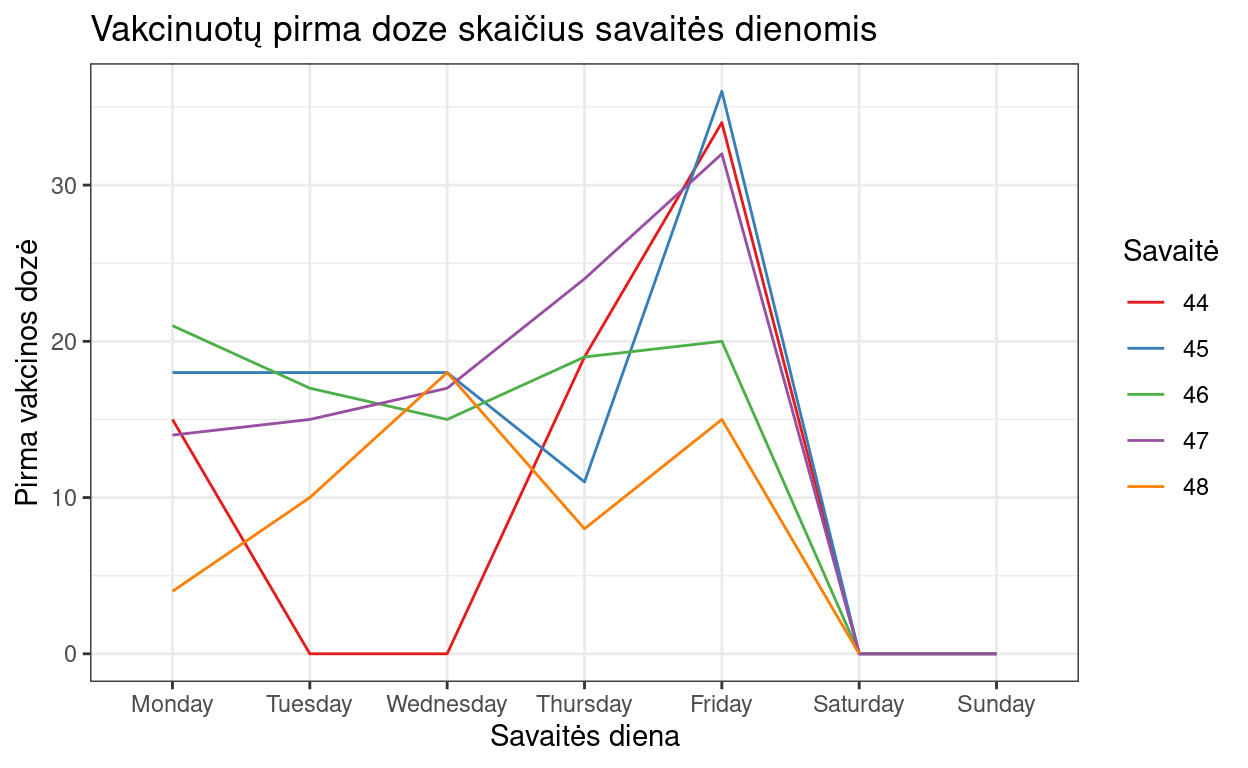 Vakcinuotų pirma doze skaičius savaitės dienomis
Pirma vakcinos dozė
30
20
10
0
Monday Tuesday Wednesday Thursday Friday Saturday Sunday
Savaitės diena
Savaitė
44
45
46
47
48